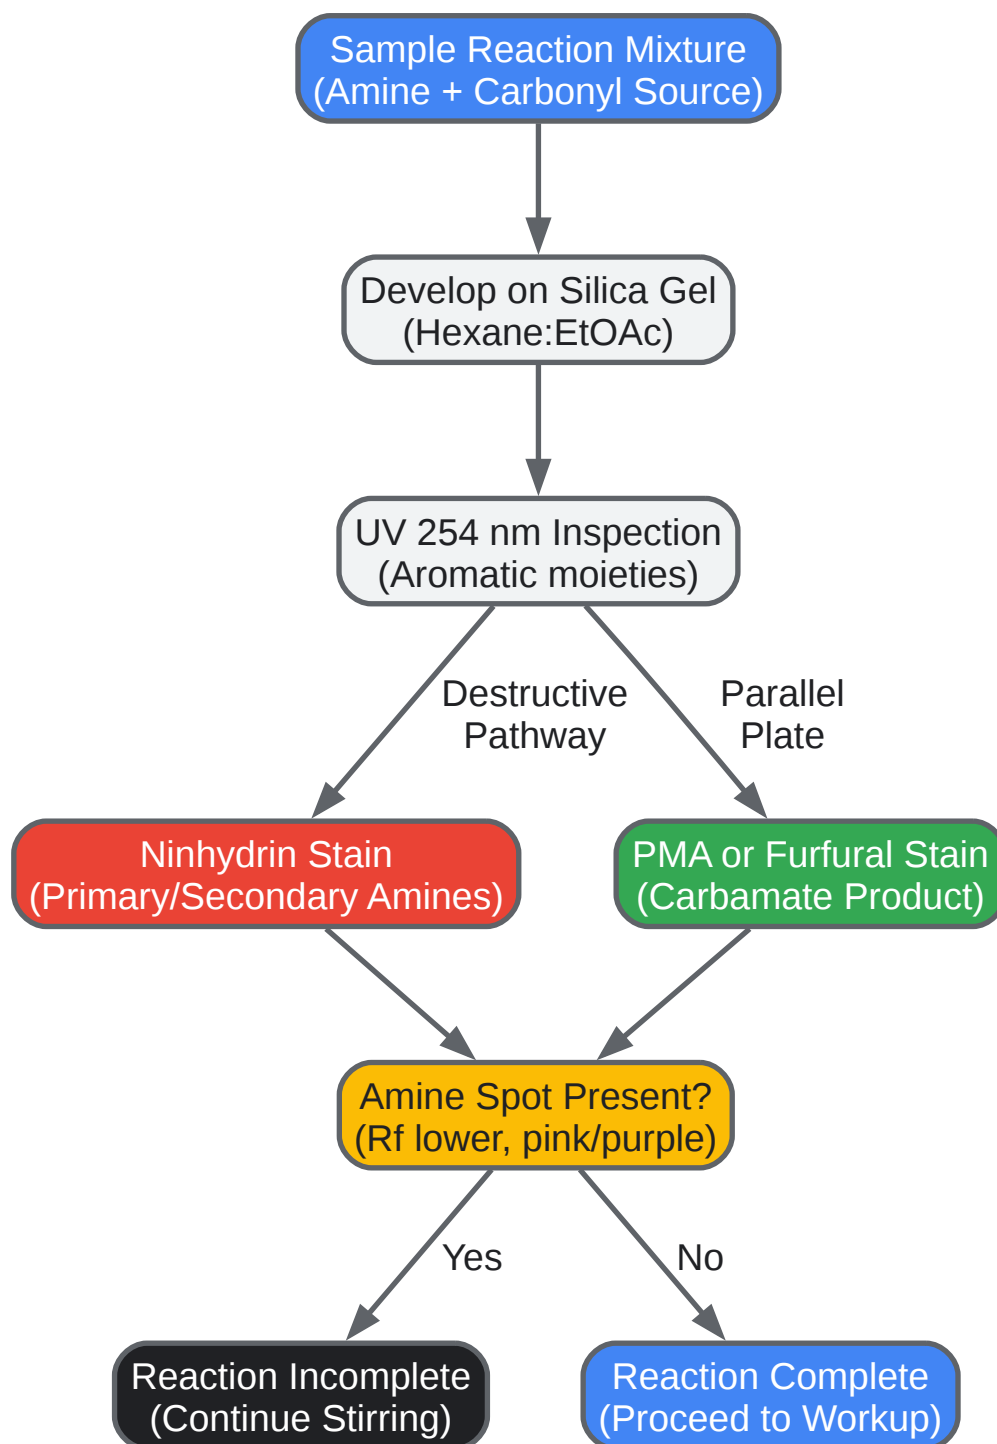 Sample Reaction Mixture
(Amine + Carbonyl Source)
Develop on Silica Gel
(Hexane:EtOAc)
UV 254 nm Inspection
(Aromatic moieties)
Destructive
Pathway
Parallel
Plate
Ninhydrin Stain
(Primary/Secondary Amines)
PMA or Furfural Stain
(Carbamate Product)
Amine Spot Present?
(Rf lower, pink/purple)
Yes
No
Reaction Incomplete
(Continue Stirring)
Reaction Complete
(Proceed to Workup)